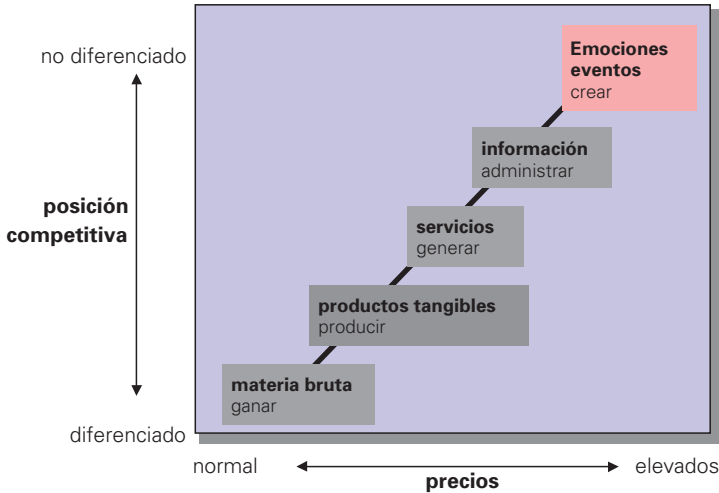 no diferenciado
Emociones
eventos
crear
información
administrar
posición
competitiva
servicios
generar
productos tangibles
producir
materia bruta
ganar
diferenciado
normal
elevados
precios